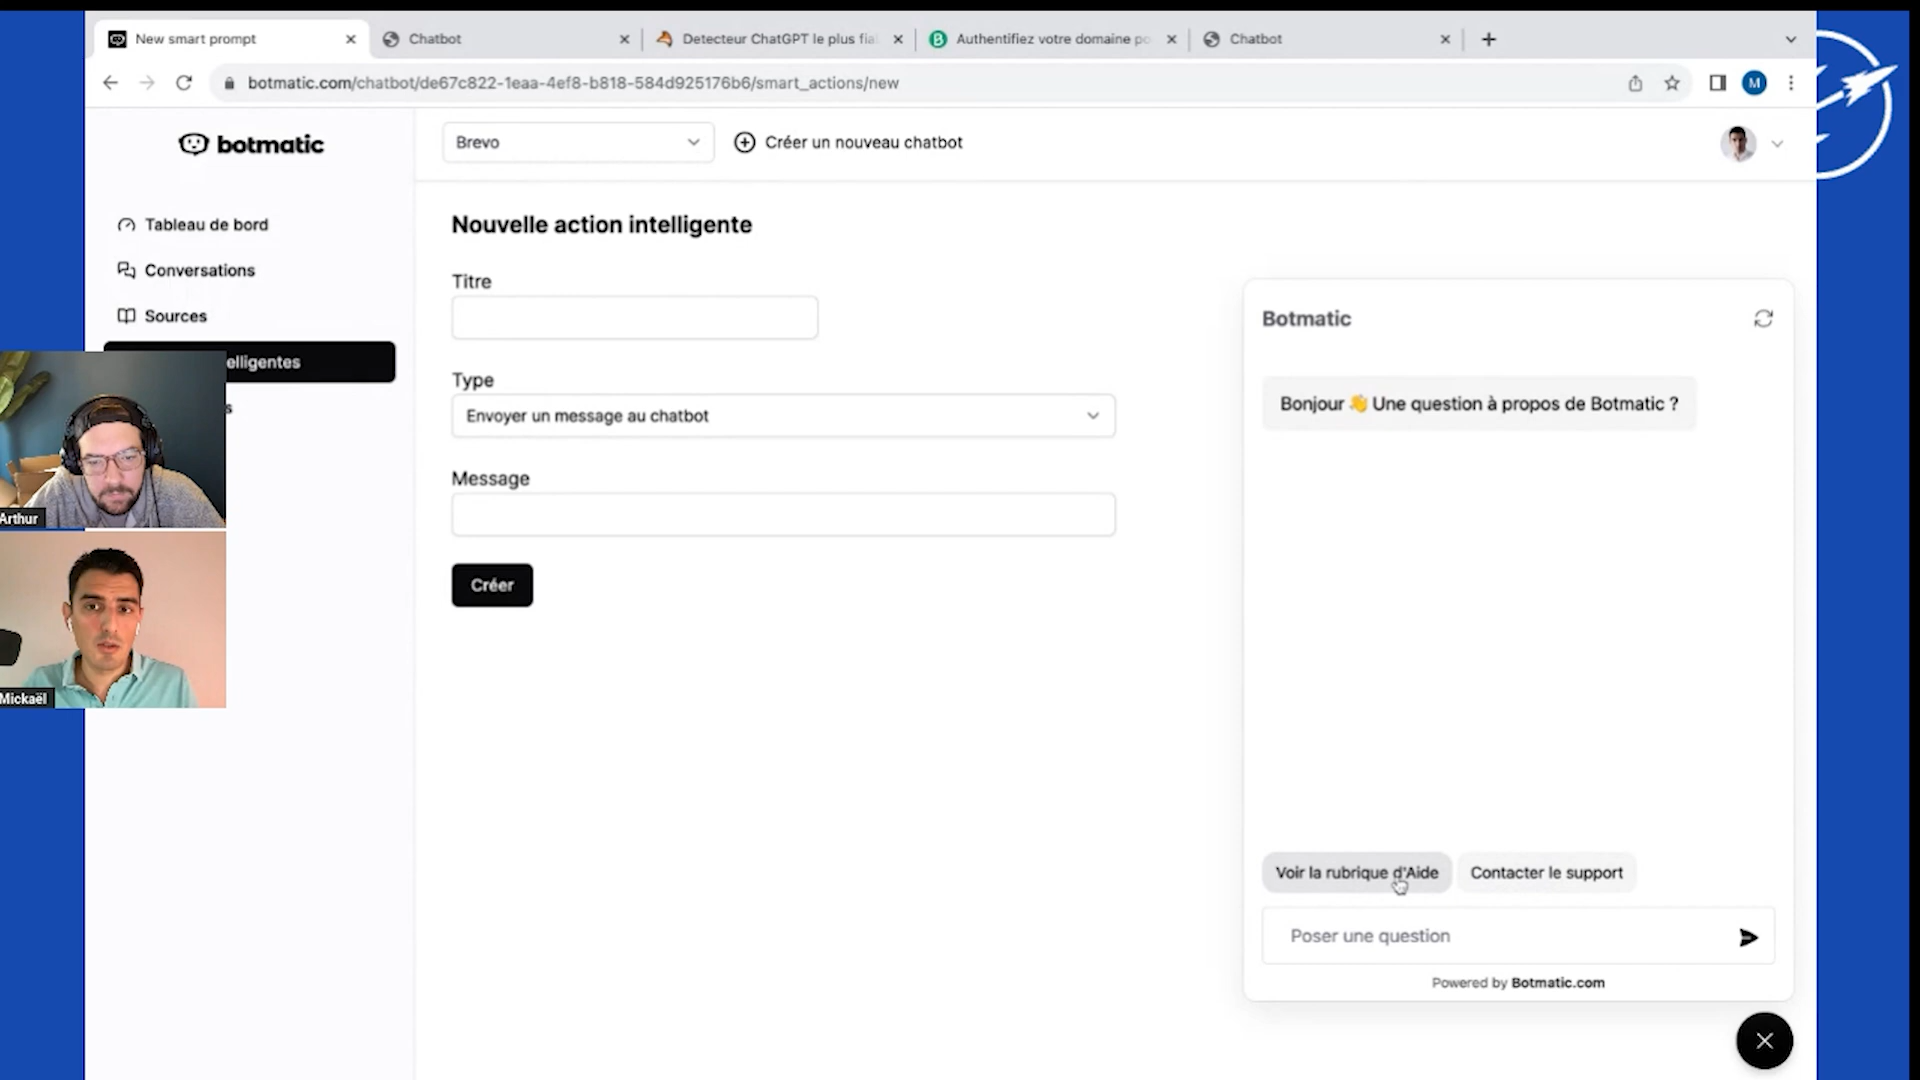 New smart prompt
Chatbot
Detecteur ChatGPT le plus fia
Authentifiez votre domaine po
Chatbot
botmatic.com/chatbot/de67c822-1eaa-4ef8-b818-584d925176b6/smart_actions/new
M
botmatic
Brevo
Créer un nouveau chatbot
Tableau de bord
Conversations
Sources
elligentes
s
Arthur
Mickaël
Nouvelle action intelligente
Titre
Type
Envoyer un message au chatbot
Message
Créer
Botmatic
Bonjour 👋 Une question à propos de Botmatic ?
Voir la rubrique d'Aide
Contacter le support
Poser une question
Powered by Botmatic.com